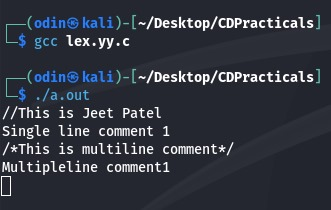 ┌──(odin㉿kali)-[~/Desktop/CDPracticals]
└─$ gcc lex.yy.c
┌──(odin㉿kali)-[~/Desktop/CDPracticals]
└─$ ./a.out
//This is Jeet Patel
Single line comment 1
/*This is multiline comment*/
Multipleline comment1